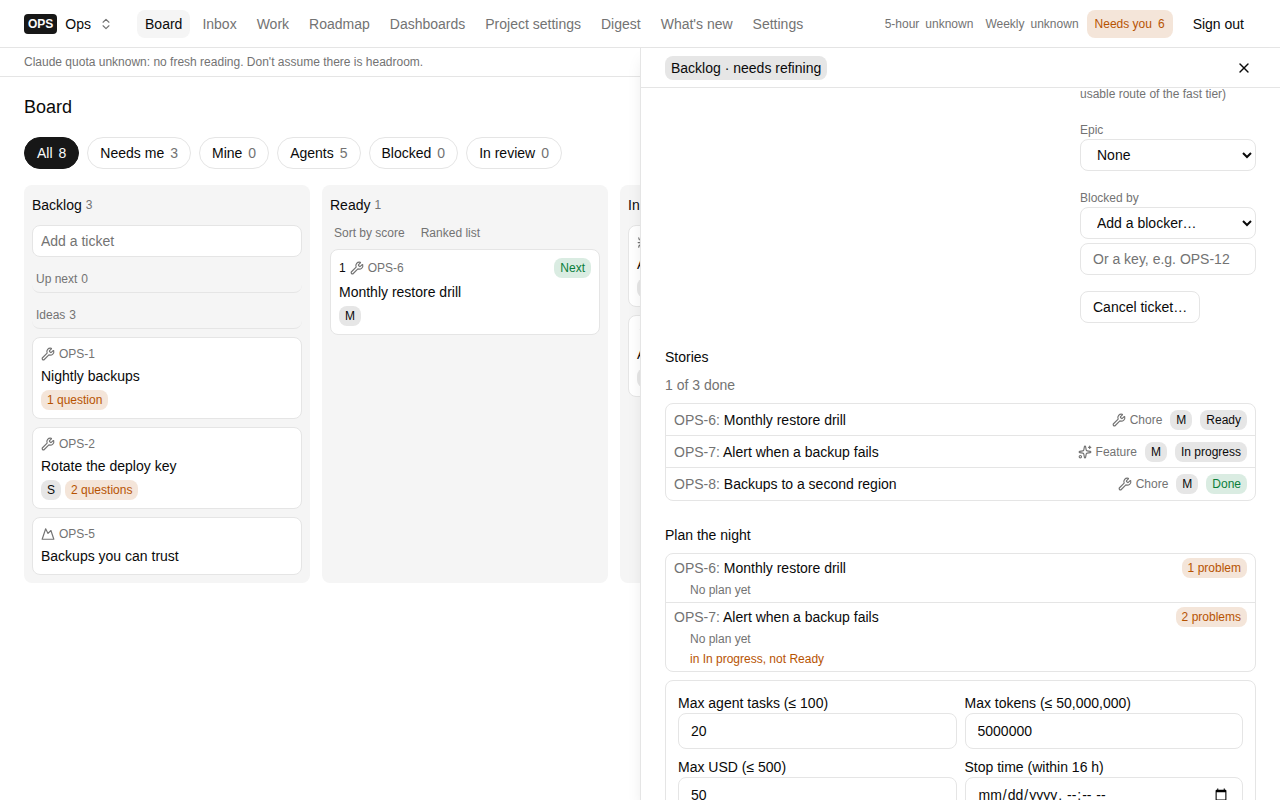 OPS Ops Board Inbox Work Roadmap Dashboards Project settings Digest What's new Settings 5-hour unknown Weekly unknown Needs you 6 Sign out
Claude quota unknown: no fresh reading. Don't assume there is headroom.
Board
All 8 Needs me 3 Mine 0 Agents 5 Blocked 0 In review 0
Backlog 3
Add a ticket
Up next 0
Ideas 3
OPS-1
Nightly backups
1 question
OPS-2
Rotate the deploy key
S 2 questions
OPS-5
Backups you can trust
Ready 1
Sort by score Ranked list
1 OPS-6 Next
Monthly restore drill
M
In
Backlog · needs refining
usable route of the fast tier)
Epic
None
Blocked by
Add a blocker…
Or a key, e.g. OPS-12
Cancel ticket…
Stories
1 of 3 done
OPS-6: Monthly restore drill Chore M Ready
OPS-7: Alert when a backup fails Feature M In progress
OPS-8: Backups to a second region Chore M Done
Plan the night
OPS-6: Monthly restore drill 1 problem
No plan yet
OPS-7: Alert when a backup fails 2 problems
No plan yet
in In progress, not Ready
Max agent tasks (≤ 100) Max tokens (≤ 50,000,000)
20 5000000
Max USD (≤ 500) Stop time (within 16 h)
50 mm/dd/yyyy, --:-- --